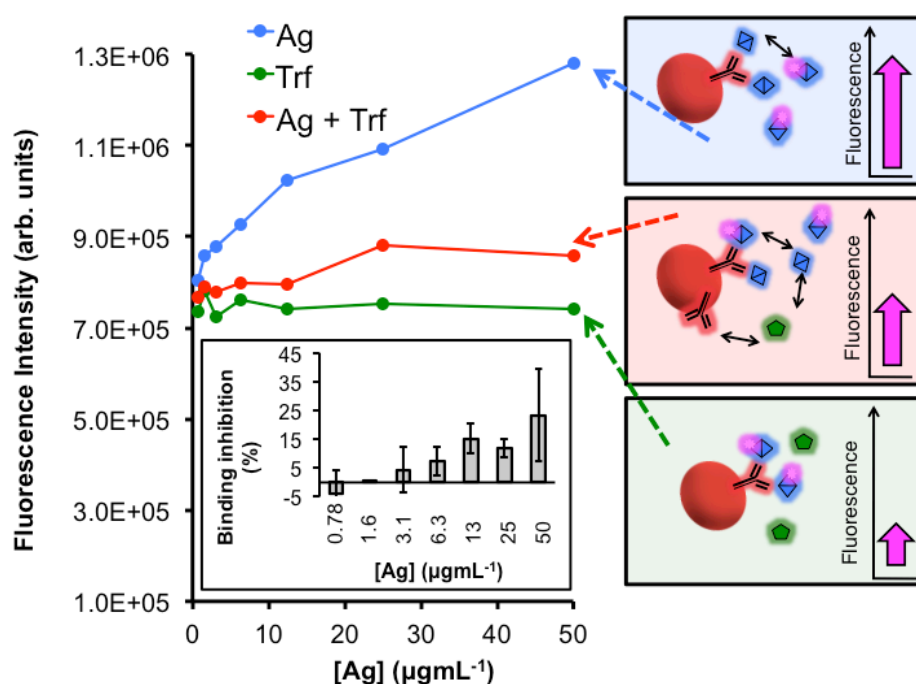 Ag
Trf
Ag + Trf
Fluorescence Intensity (arb. units)
1.3E+06
1.1E+06
9.0E+05
7.0E+05
5.0E+05
3.0E+05
1.0E+05
0 10 20 30 40 50
[Ag] (µgmL⁻¹)
Binding inhibition
(%)
45
35
25
15
5
-5
0.78 1.6 3.1 6.3 13 25 50
[Ag] (µgmL⁻¹)
Fluorescence
Fluorescence
Fluorescence